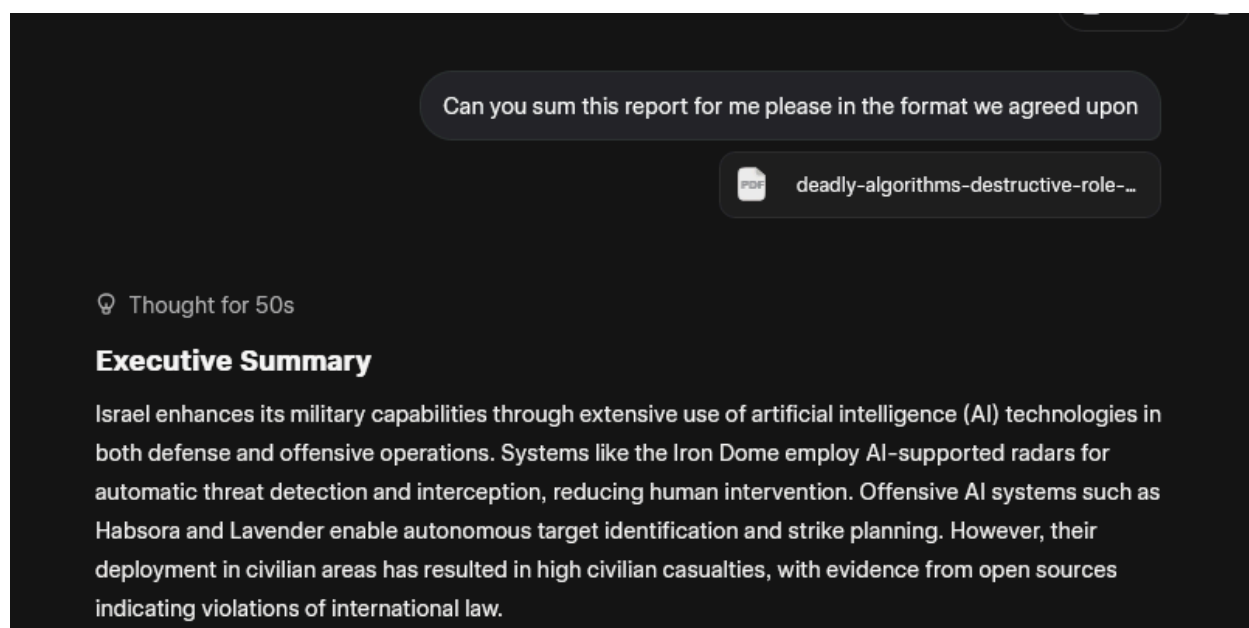 Can you sum this report for me please in the format we agreed upon
PDF
deadly-algorithms-destructive-role-...
Thought for 50s
Executive Summary
Israel enhances its military capabilities through extensive use of artificial intelligence (AI) technologies in
both defense and offensive operations. Systems like the Iron Dome employ AI-supported radars for
automatic threat detection and interception, reducing human intervention. Offensive AI systems such as
Habsora and Lavender enable autonomous target identification and strike planning. However, their
deployment in civilian areas has resulted in high civilian casualties, with evidence from open sources
indicating violations of international law.